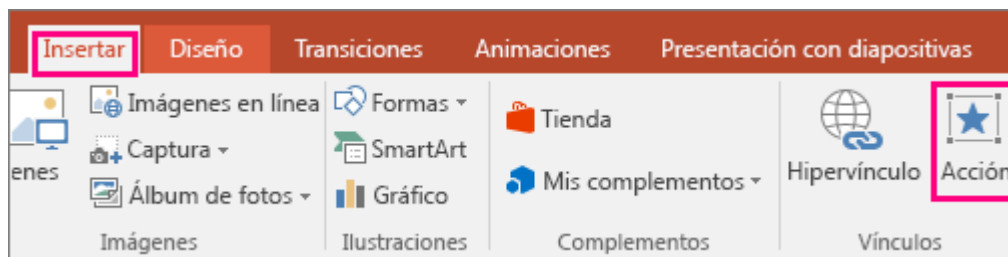 Insertar Diseño Transiciones Animaciones Presentación con diapositivas
Imágenes en línea
Captura
Álbum de fotos
enes
Imágenes
Formas
SmartArt
Gráfico
Ilustraciones
Tienda
Mis complementos
Complementos
Hipervínculo
Acción
Vínculos